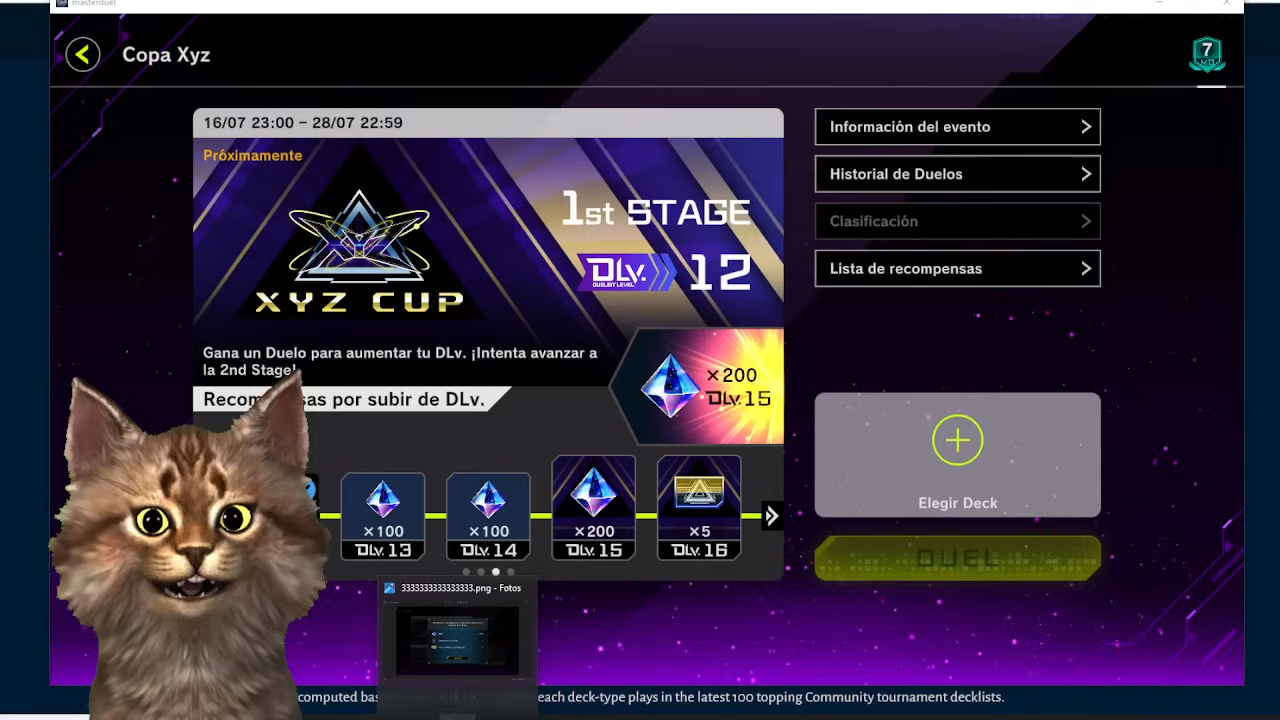 masterduel
Copa Xyz
7
MD
16/07 23:00 – 28/07 22:59
Próximamente
1st STAGE
DLv.
DUELIST LEVEL
12
XYZ CUP
Gana un Duelo para aumentar tu DLv. ¡Intenta avanzar a
la 2nd Stage!
Recom sas por subir de DLv.
×200
DLv.15
×100
DLv.13
×100
DLv.14
×200
DLv.15
×5
DLv.16
Información del evento
Historial de Duelos
Clasificación
Lista de recompensas
Elegir Deck
DUEL
3333333333333333.png - Fotos
computed bas
each deck-type plays in the latest 100 topping Community tournament decklists.